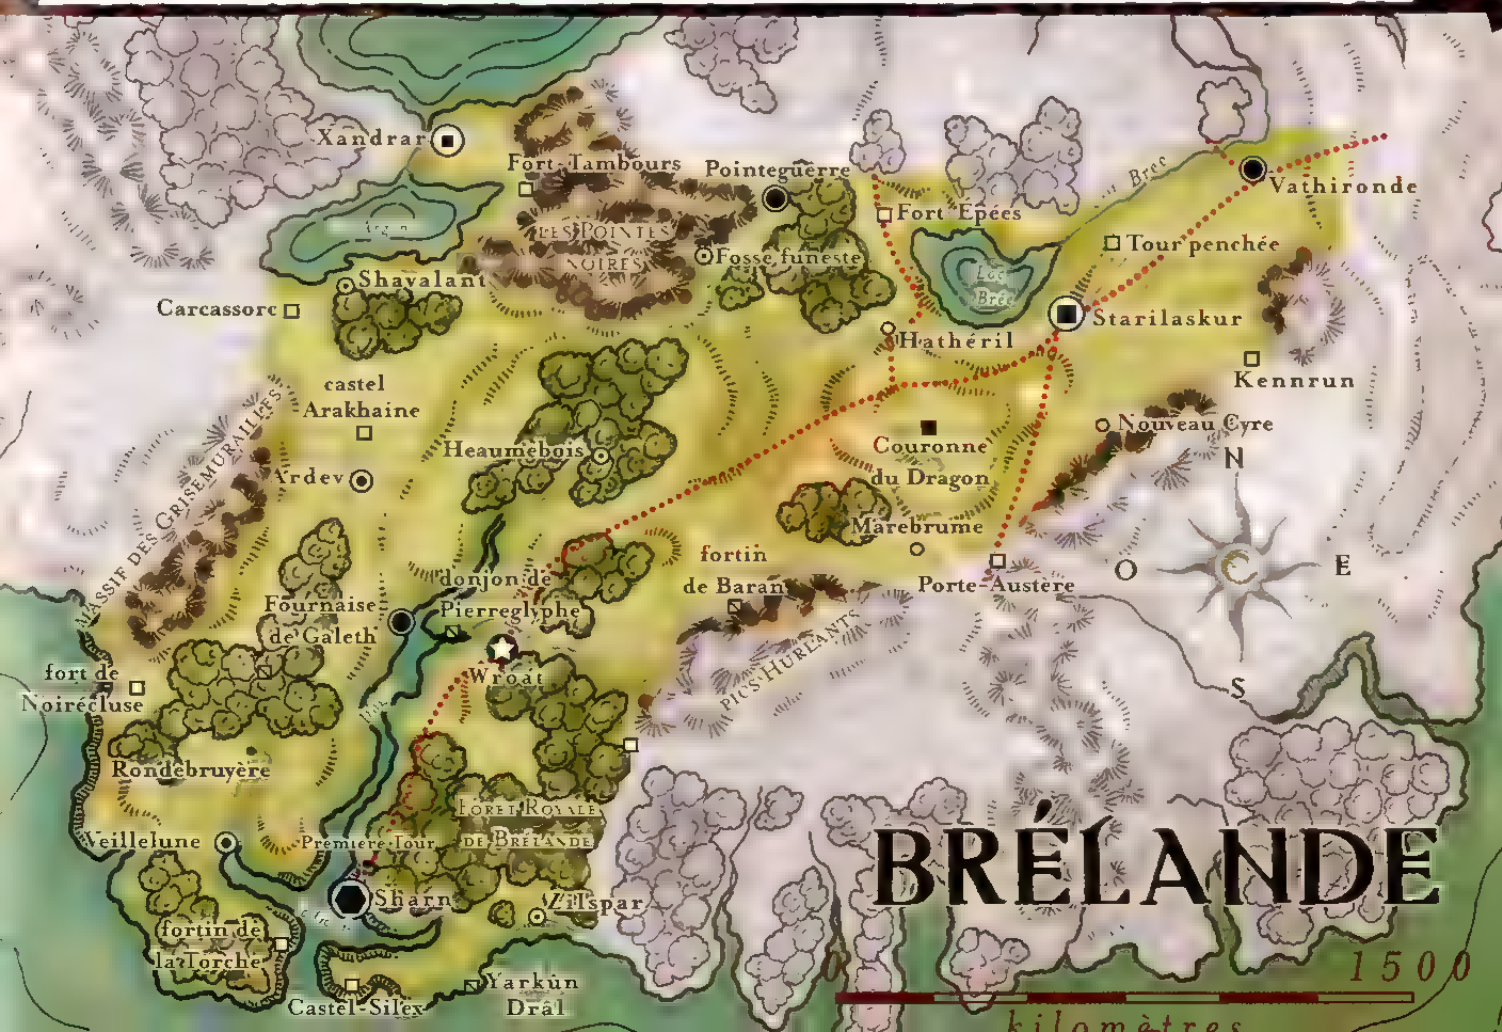 Xandrar
Fort-Tambours
Pointeguerre
Brec
Vathironde
LES POINTES
NOIRES
Fort-Épées
Fosse funeste
Tour penchée
Shavalant
Carcassorc
Lac
Brec
Starilaskur
Hathéril
Kennrun
castel
Arakhaine
Heaumebois
Couronne
du Dragon
Nouveau Cyre
N
Ardev
MASSIF DES GRISEMURAILLES
Marebrume
fortin
de Baran
Porte-Austère
O
E
donjon de
Pierreglyphe
Fournaise
de Galeth
PICS HURLANTS
Wroat
fort de
Noirécluse
S
Rondebruyère
FORÊT ROYALE
DE BRÉLANDE
Veillelune
Première-Tour
BRÉLANDE
Sharn
Zilspar
fortin de
la Torche
Castel-Silex
Yarkùn
Drâl
0
1500
kilomètres